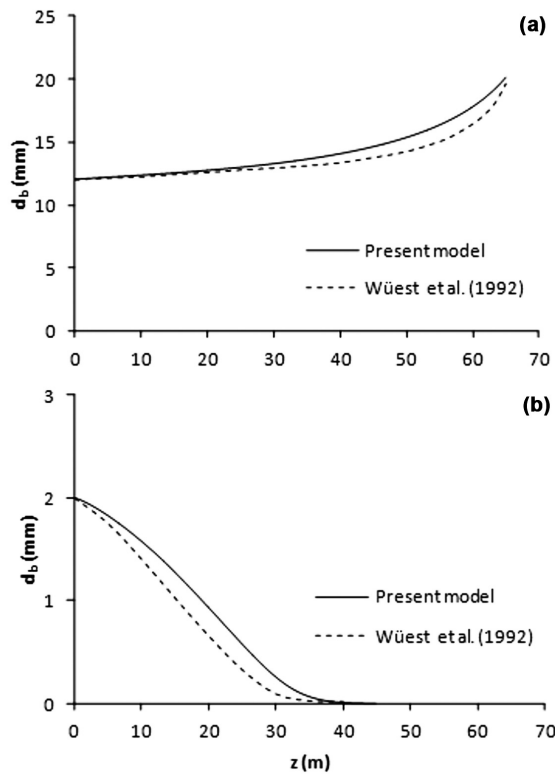 (a)
25
20
15
10
5
0
d_b (mm)
Present model
Wüest et al. (1992)
0 10 20 30 40 50 60 70
(b)
3
2
1
0
d_b (mm)
Present model
Wüest et al. (1992)
0 10 20 30 40 50 60 70
z (m)